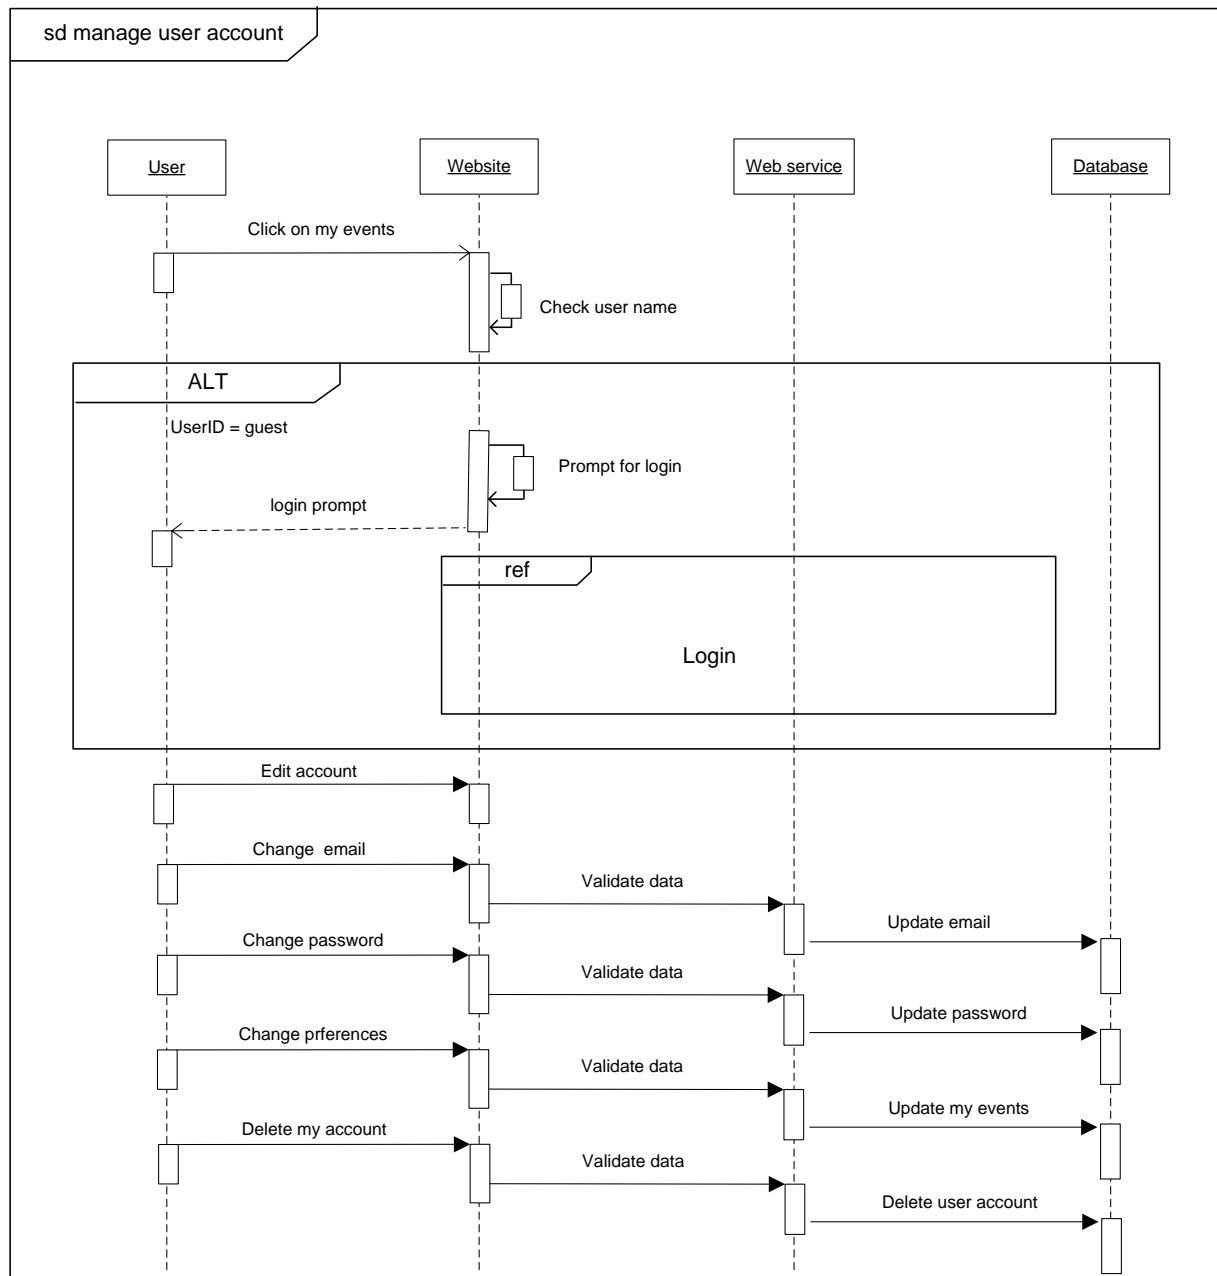 sd manage user account
User
Website
Web service
Database
Click on my events
Check user name
ALT
UserID = guest
Prompt for login
login prompt
ref
Login
Edit account
Change  email
Validate data
Update email
Change password
Validate data
Update password
Change prferences
Validate data
Update my events
Delete my account
Validate data
Delete user account